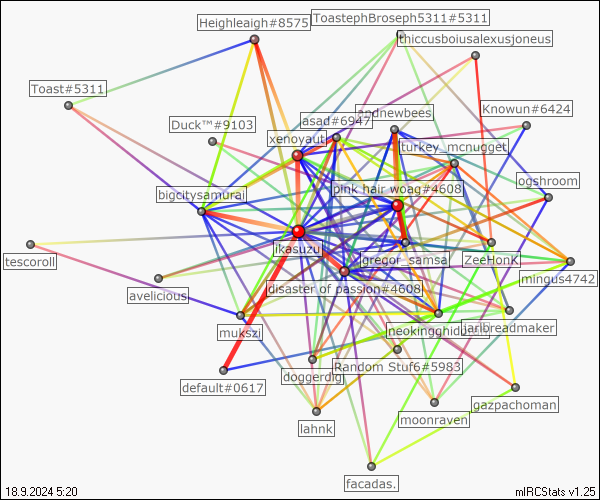 Heighleaigh#8575
ToastephBroseph5311#5311
thiccusboiusalexusjoneus
Toast#5311
Duck™#9103
asad#6947
andnewbees
Knowun#6424
xenoyauti
turkey_mcnugget
bigcitysamurai
pink hair woag#4608
ogshroom
tescoroll
ikasuzu
gregor_samsa
ZeeHonK
mingus4742
avelicious
disaster of passion#4608
mukszi
neokingghidorah
jarlbreadmaker
default#0617
doggerdig
Random Stuf6#5983
gazpachoman
lahnk
moonraven
facadas.
18.9.2024 5:20
mIRCStats v1.25